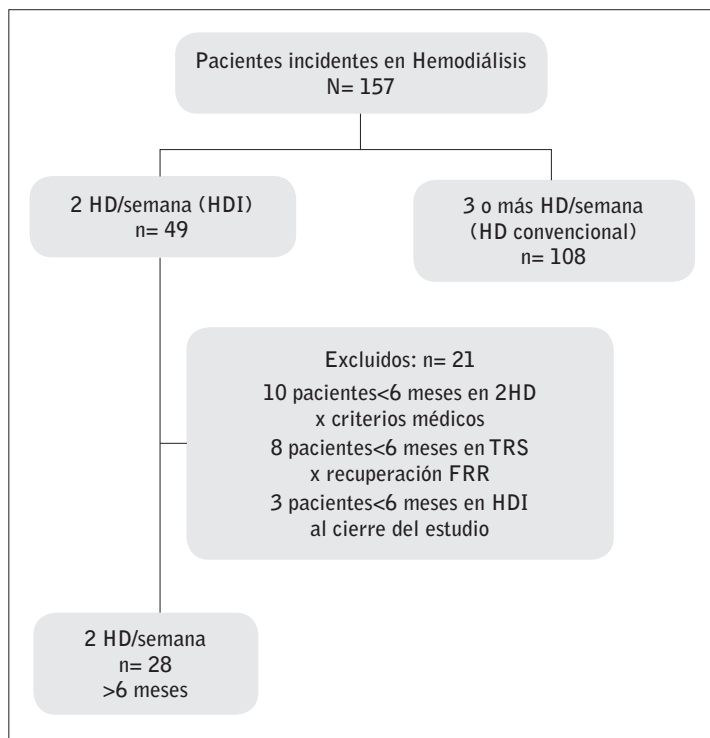 Pacientes incidentes en Hemodiálisis
N= 157
2 HD/semana (HDI)
n= 49
3 o más HD/semana
(HD convencional)
n= 108
Excluidos: n= 21
10 pacientes<6 meses en 2HD
x criterios médicos
8 pacientes<6 meses en TRS
x recuperación FRR
3 pacientes<6 meses en HDI
al cierre del estudio
2 HD/semana
n= 28
>6 meses